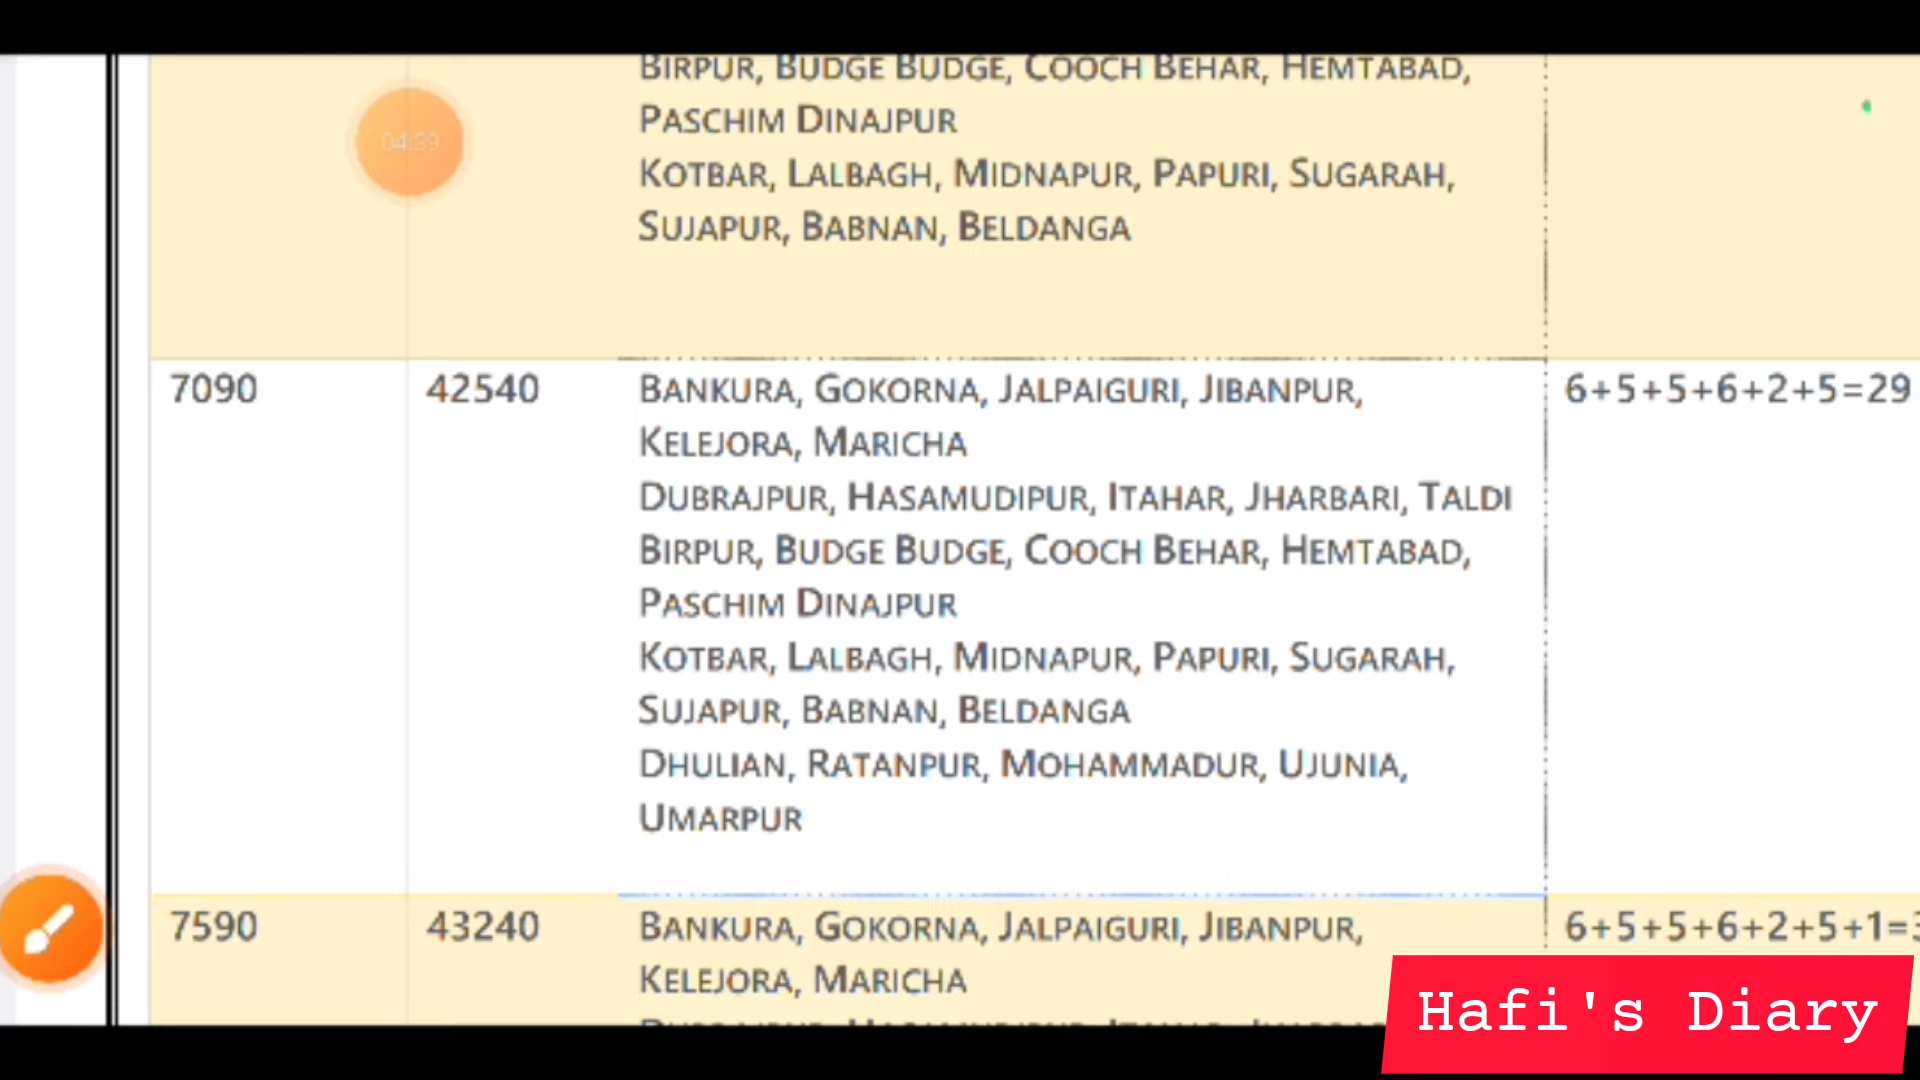 BIRPUR, BUDGE BUDGE, COOCH BEHAR, HEMTABAD,
04:39
PASCHIM DINAJPUR
KOTBAR, LALBAGH, MIDNAPUR, PAPURI, SUGARAH,
SUJAPUR, BABNAN, BELDANGA
7090 42540 BANKURA, GOKORNA, JALPAIGURI, JIBANPUR, 6+5+5+6+2+5=29
KELEJORA, MARICHA
DUBRAJPUR, HASAMUDIPUR, ITAHAR, JHARBARI, TALDI
BIRPUR, BUDGE BUDGE, COOCH BEHAR, HEMTABAD,
PASCHIM DINAJPUR
KOTBAR, LALBAGH, MIDNAPUR, PAPURI, SUGARAH,
SUJAPUR, BABNAN, BELDANGA
DHULIAN, RATANPUR, MOHAMMADUR, UJUNIA,
UMARPUR
7590 43240 BANKURA, GOKORNA, JALPAIGURI, JIBANPUR, 6+5+5+6+2+5+1=
KELEJORA, MARICHA
Hafi's Diary